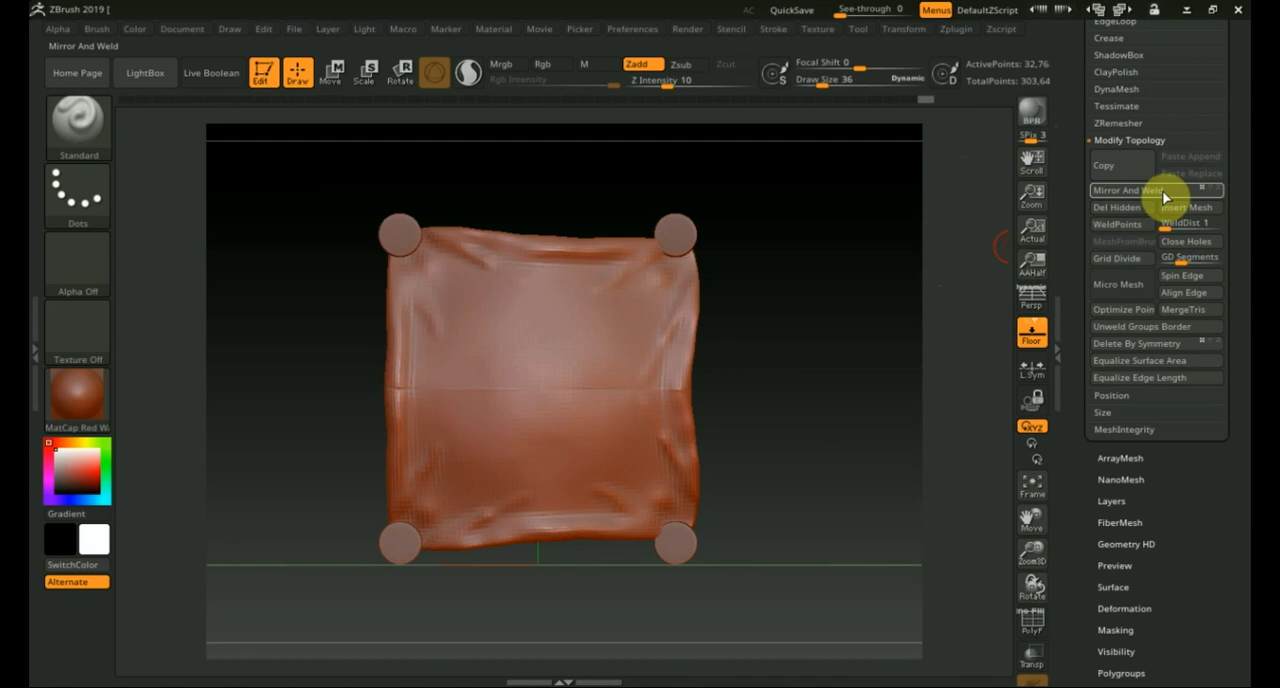 ZBrush 2019 [
AC QuickSave See-through 0 Menus DefaultZScript
Alpha Brush Color Document Draw Edit File Layer Light Macro Marker Material Movie Picker Preferences Render Stencil Stroke Texture Tool Transform Zplugin Zscript
Mirror And Weld
Home Page LightBox Live Boolean Edit Draw Move Scale Rotate
Mrgb Rgb M Zadd Zsub Zcut
Rgb Intensity Z Intensity 10
Focal Shift 0
Draw Size 36 Dynamic
S D
ActivePoints: 32,76
TotalPoints: 303,64
Standard
Dots
Alpha Off
Texture Off
MatCap Red W
Gradient
SwitchColor
Alternate
BPR
SPix 3
Scroll
Zoom
Actual
AAHalf
Dynamic
Persp
Floor
L.Sym
XYZ
Frame
Move
Zoom3D
Rotate
PolyF
Transp
EdgeLoop
Crease
ShadowBox
ClayPolish
DynaMesh
Tessimate
ZRemesher
Modify Topology
Copy Paste Append
Paste Replace
Mirror And Weld
Del Hidden Insert Mesh
WeldPoints WeldDist 1
MeshFromBru Close Holes
Grid Divide GD Segments
Micro Mesh Spin Edge
Align Edge
Optimize Poin MergeTris
Unweld Groups Border
Delete By Symmetry
Equalize Surface Area
Equalize Edge Length
Position
Size
MeshIntegrity
ArrayMesh
NanoMesh
Layers
FiberMesh
Geometry HD
Preview
Surface
Deformation
Masking
Visibility
Polygroups